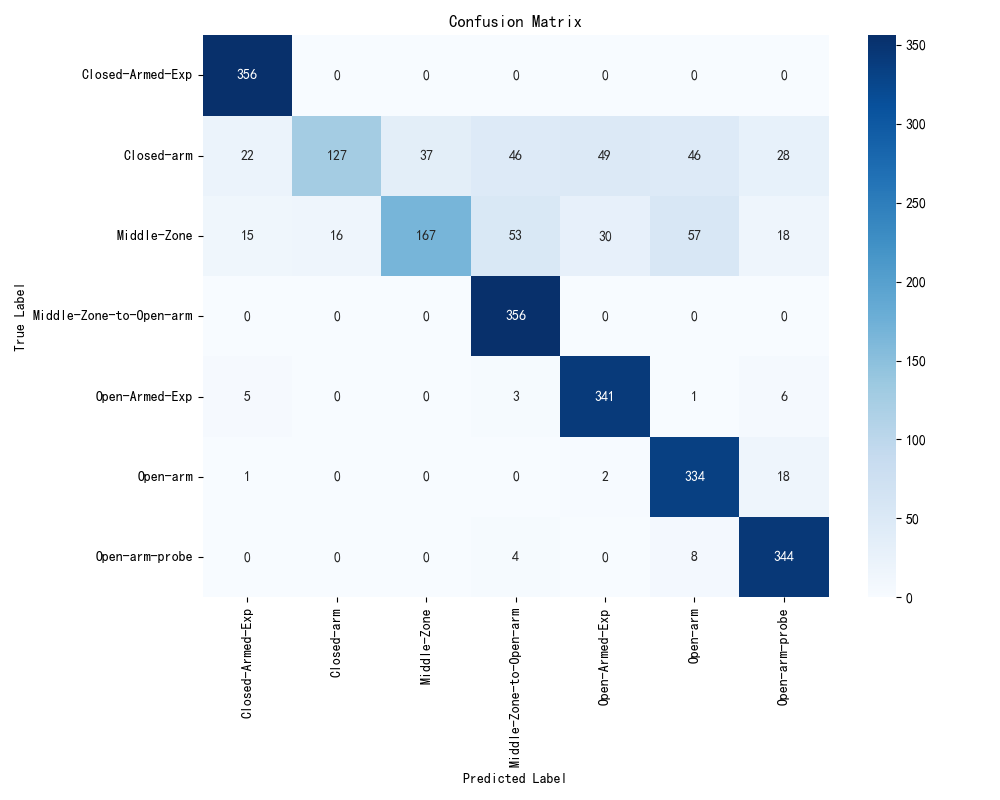 Confusion Matrix
Closed-Armed-Exp 356 0 0 0 0 0 0
Closed-arm 22 127 37 46 49 46 28
Middle-Zone 15 16 167 53 30 57 18
Middle-Zone-to-Open-arm 0 0 0 356 0 0 0
Open-Armed-Exp 5 0 0 3 341 1 6
Open-arm 1 0 0 0 2 334 18
Open-arm-probe 0 0 0 4 0 8 344
True Label
Closed-Armed-Exp
Closed-arm
Middle-Zone
Middle-Zone-to-Open-arm
Open-Armed-Exp
Open-arm
Open-arm-probe
Predicted Label
350
300
250
200
150
100
50
0